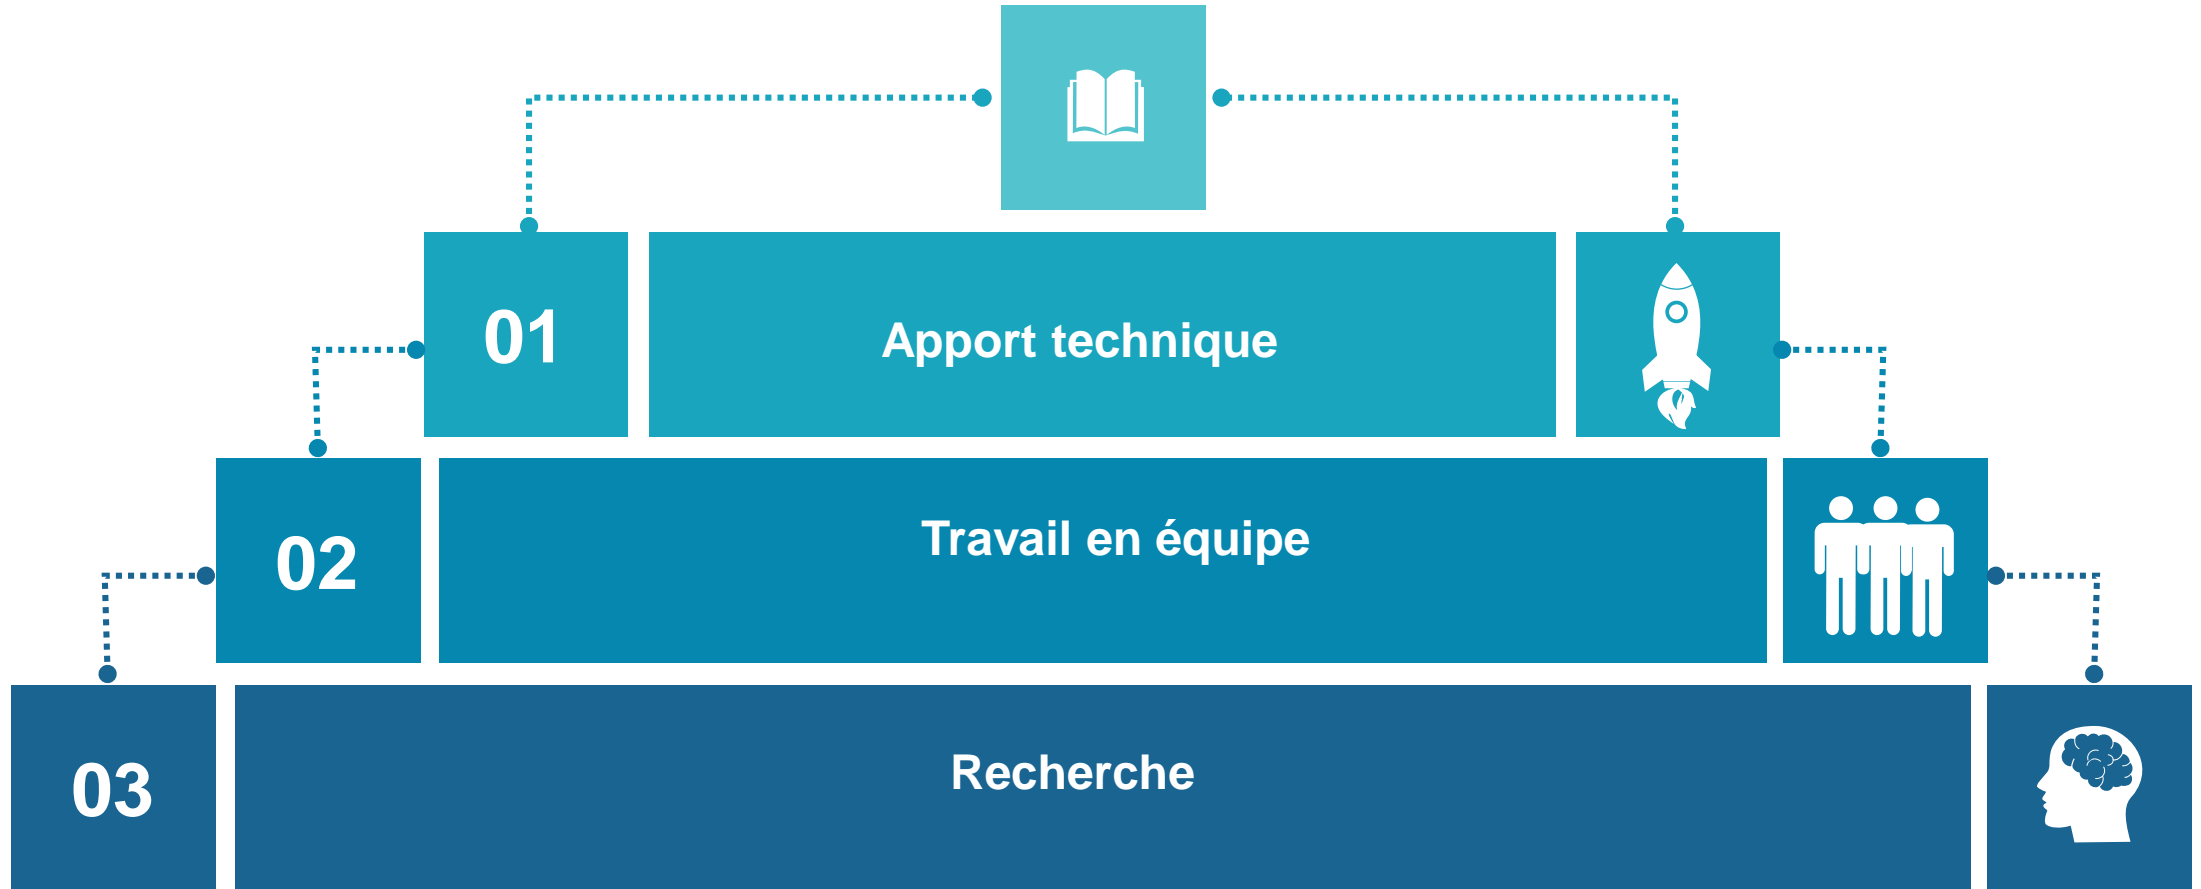 01
Apport technique
02
Travail en équipe
03
Recherche